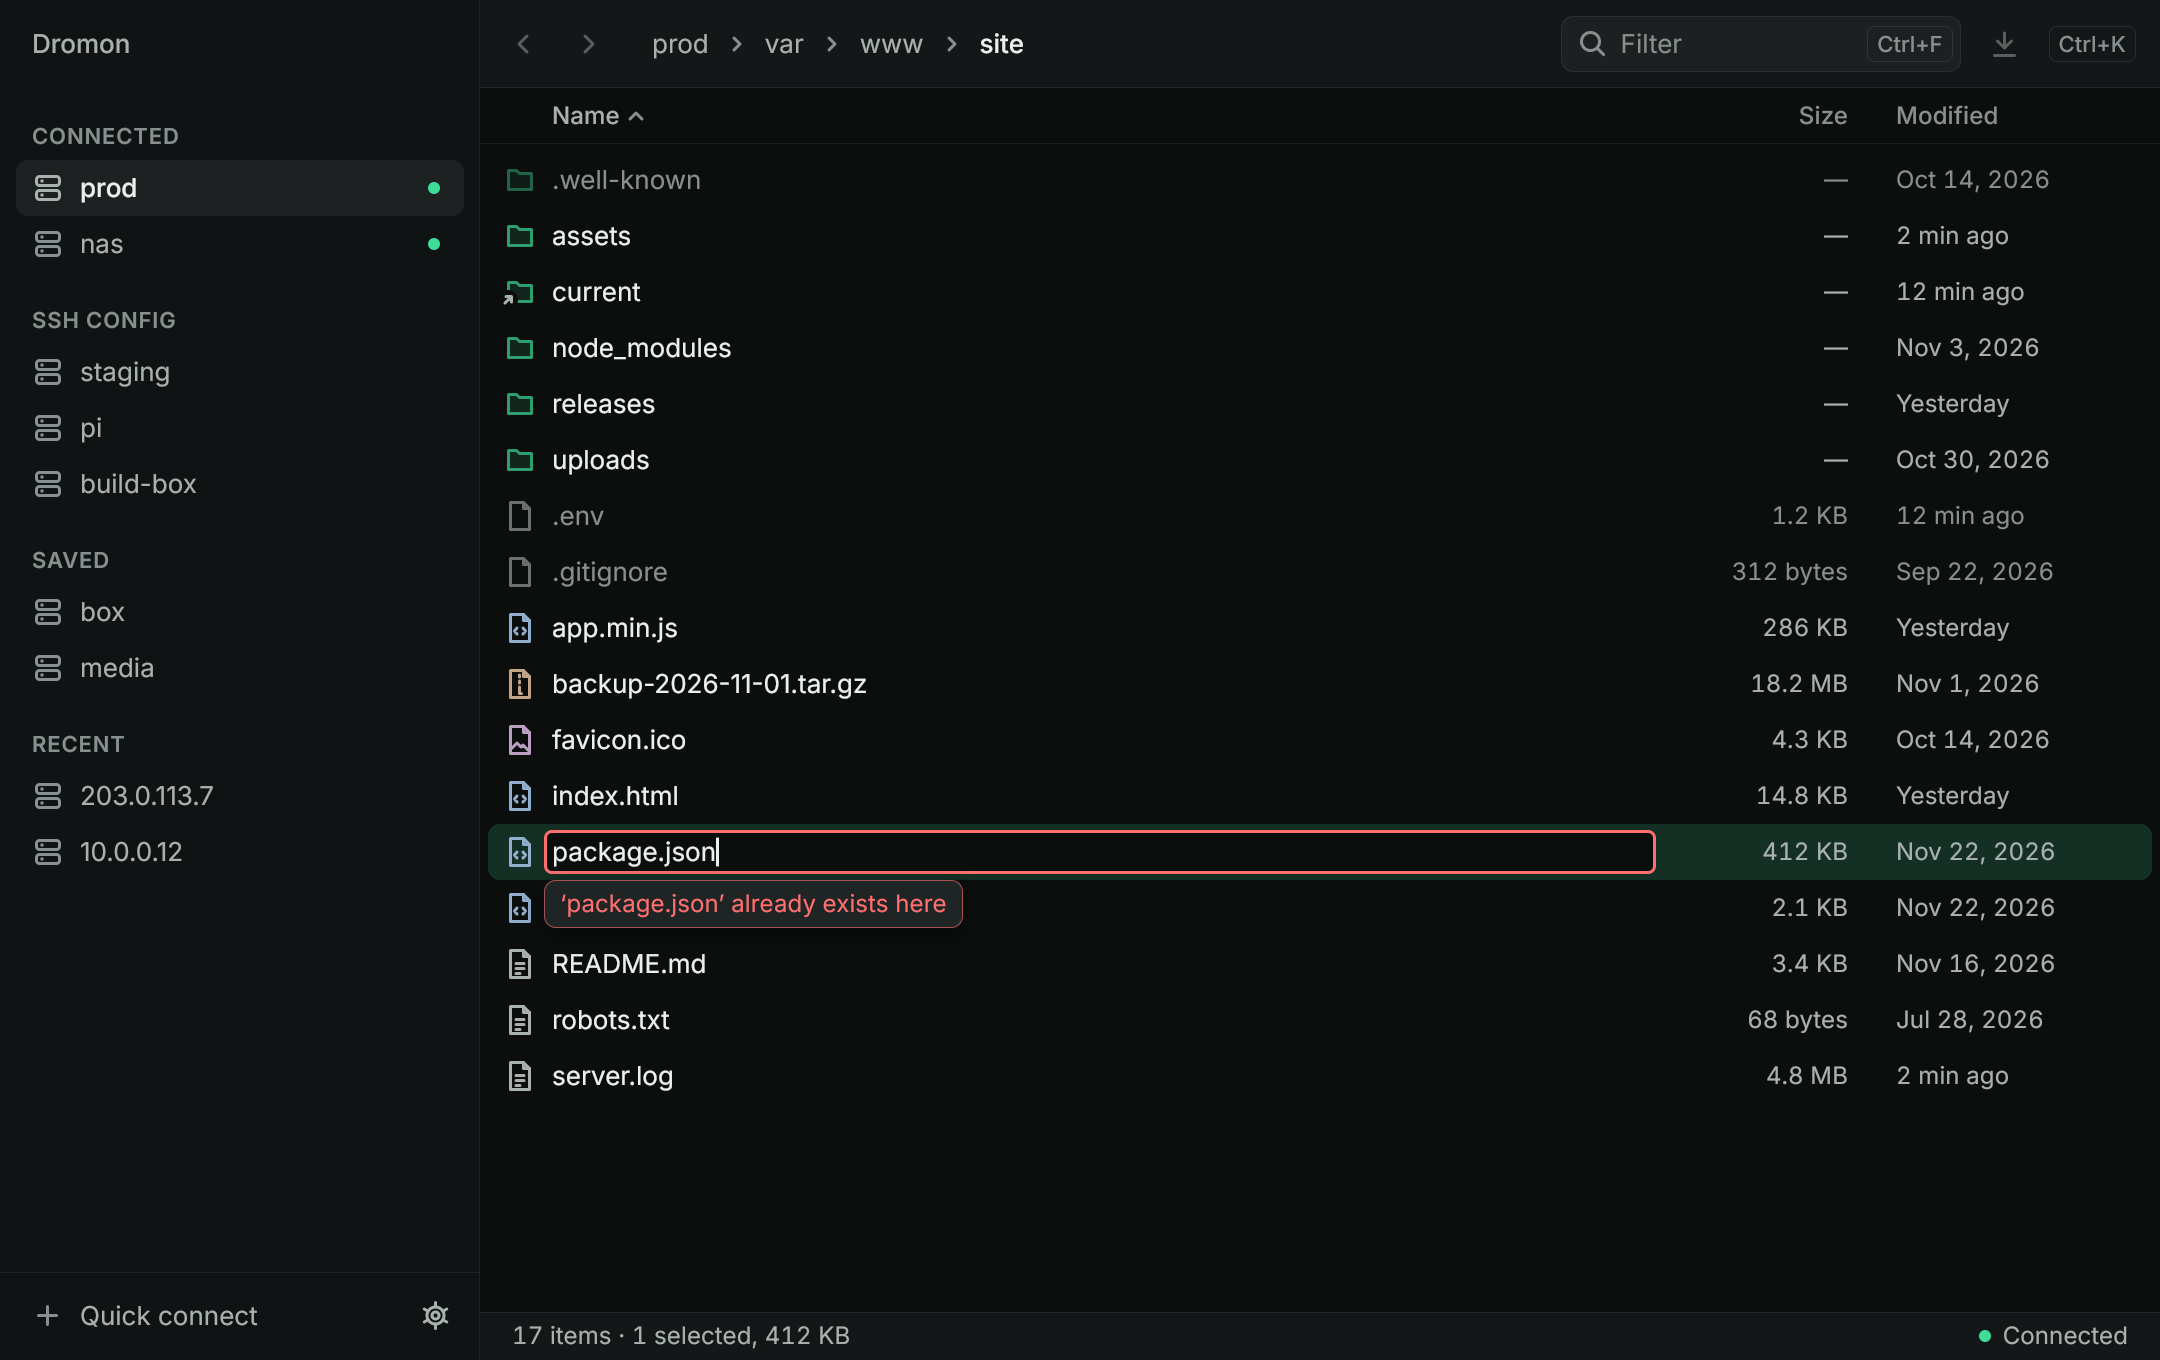 Dromon
CONNECTED
prod
nas
SSH CONFIG
staging
pi
build-box
SAVED
box
media
RECENT
203.0.113.7
10.0.0.12
Quick connect
prod var www site
Filter Ctrl+F Ctrl+K
Name Size Modified
.well-known — Oct 14, 2026
assets — 2 min ago
current — 12 min ago
node_modules — Nov 3, 2026
releases — Yesterday
uploads — Oct 30, 2026
.env 1.2 KB 12 min ago
.gitignore 312 bytes Sep 22, 2026
app.min.js 286 KB Yesterday
backup-2026-11-01.tar.gz 18.2 MB Nov 1, 2026
favicon.ico 4.3 KB Oct 14, 2026
index.html 14.8 KB Yesterday
package.json 412 KB Nov 22, 2026
‘package.json’ already exists here 2.1 KB Nov 22, 2026
README.md 3.4 KB Nov 16, 2026
robots.txt 68 bytes Jul 28, 2026
server.log 4.8 MB 2 min ago
17 items · 1 selected, 412 KB Connected